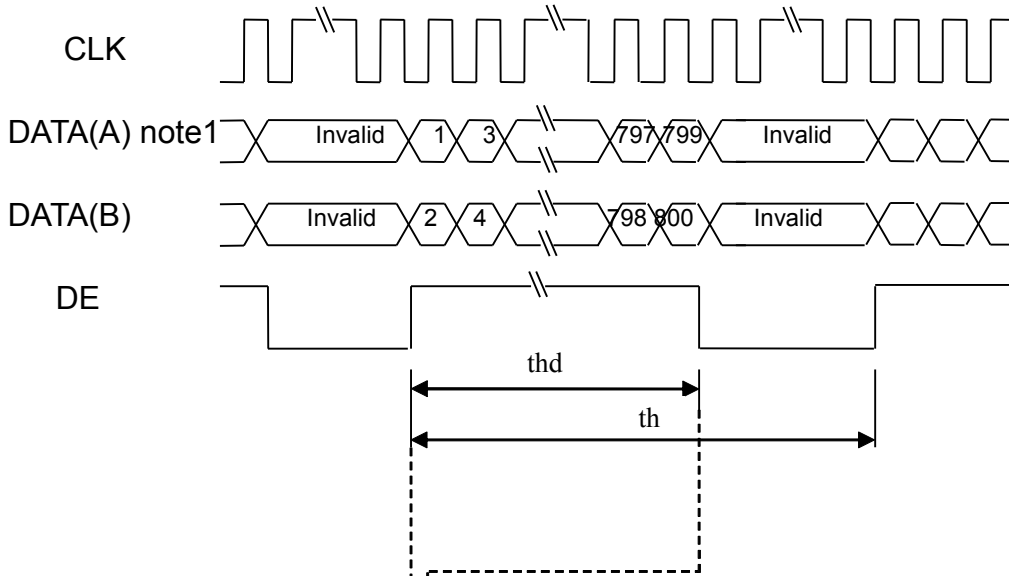 CLK
DATA(A) note1 Invalid 1 3 797 799 Invalid
DATA(B) Invalid 2 4 798 800 Invalid
DE
thd
th